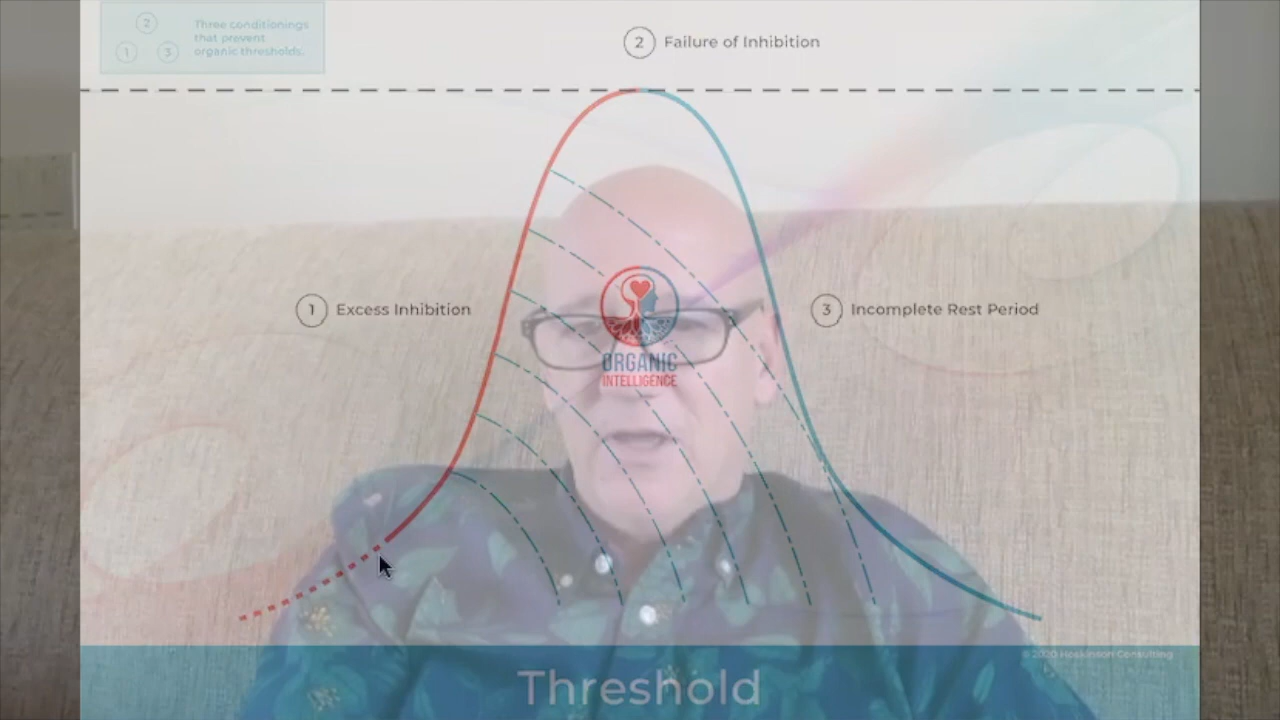 2
1 3
Three conditionings
that prevent
organic thresholds.
2 Failure of Inhibition
1 Excess Inhibition
3 Incomplete Rest Period
ORGANIC
INTELLIGENCE
©2020 Hoskinson Consulting
Threshold